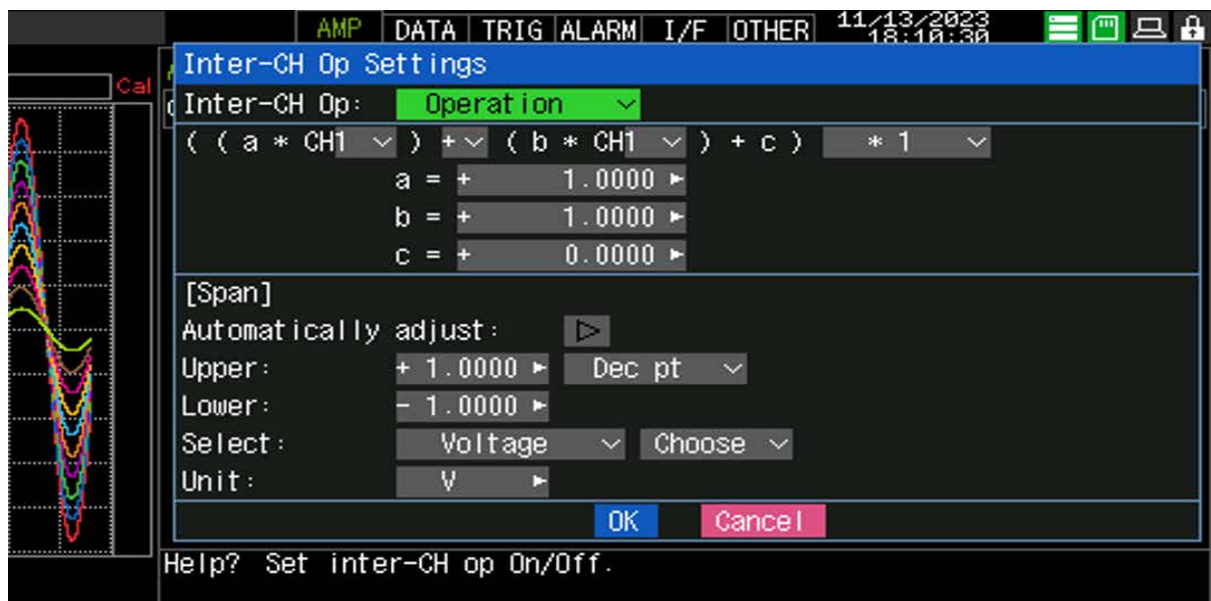 AMP DATA TRIG ALARM I/F OTHER 11/13/2023
18:10:30
Cal
Inter-CH Op Settings
Inter-CH Op: Operation
( ( a * CH1 ) + ( b * CH1 ) + c ) * 1
a = + 1.0000
b = + 1.0000
c = + 0.0000
[Span]
Automatically adjust:
Upper: + 1.0000 Dec pt
Lower: - 1.0000
Select: Voltage Choose
Unit: V
OK Cancel
Help? Set inter-CH op On/Off.